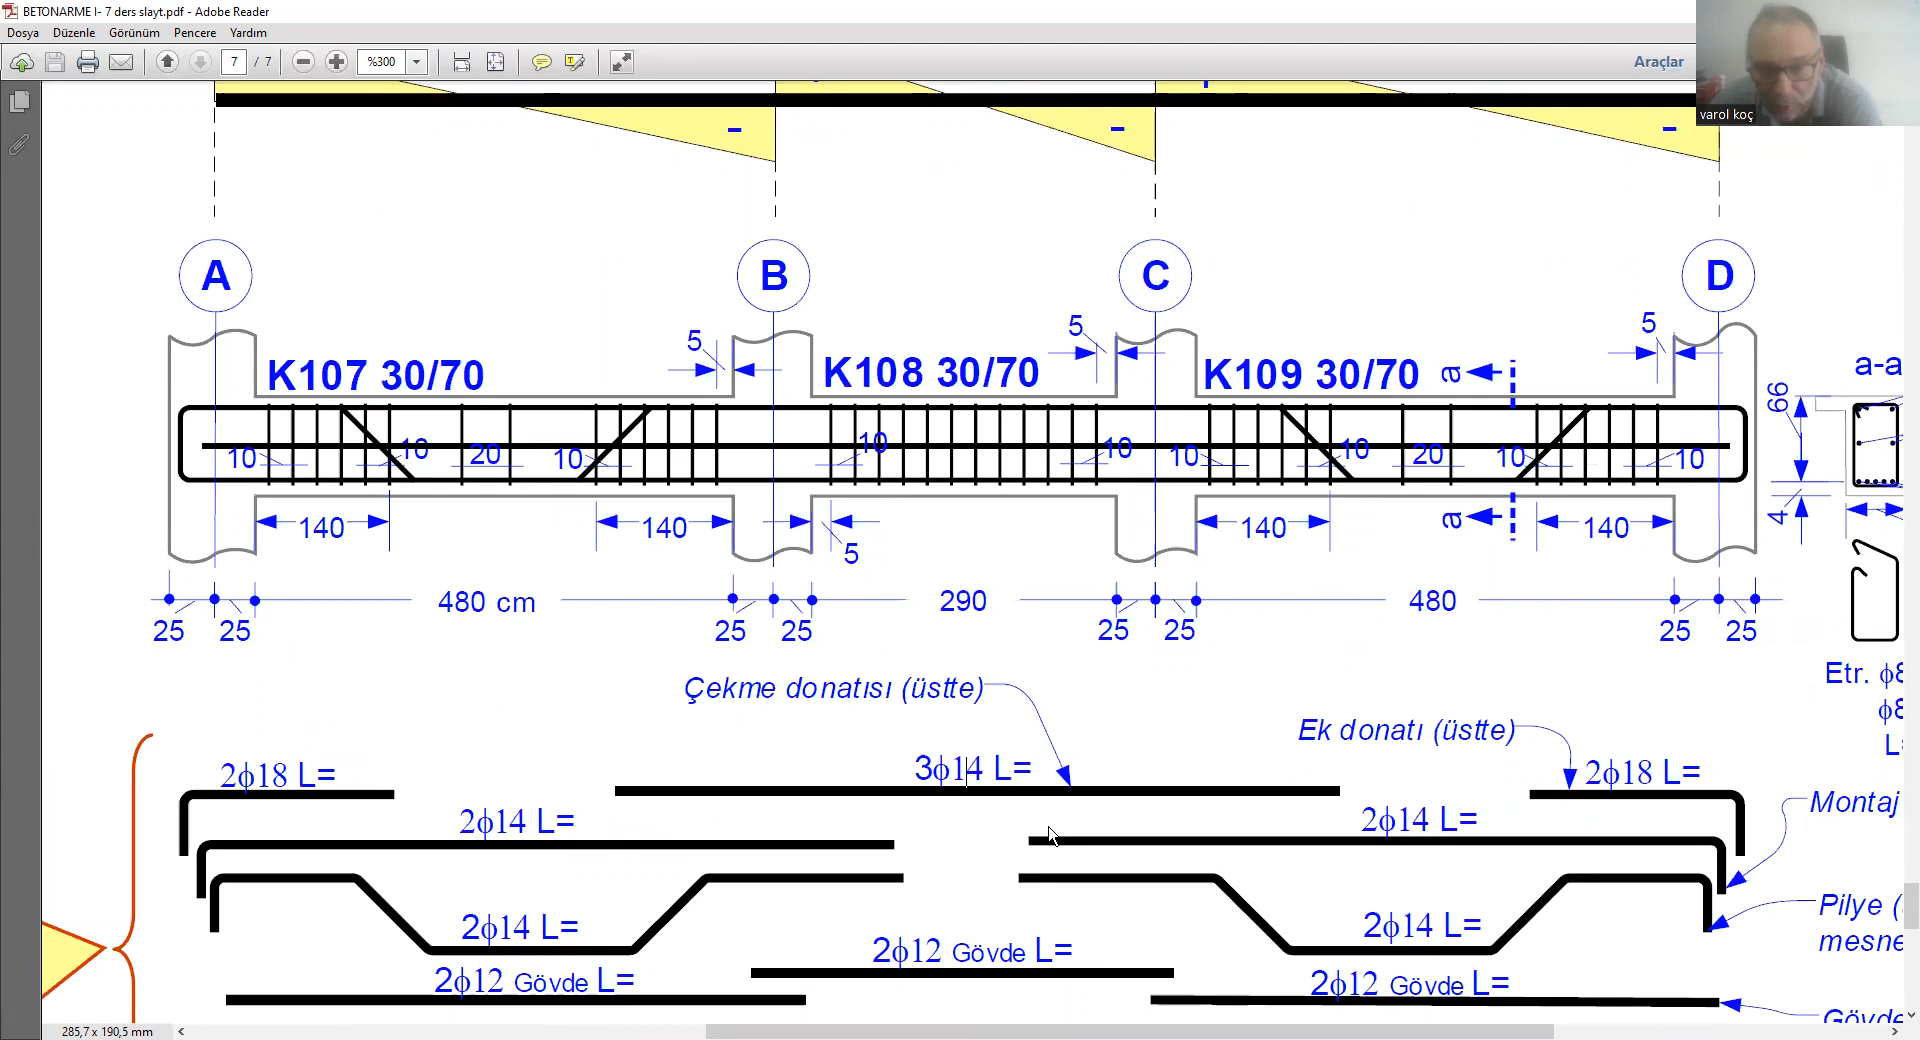 BETONARME I- 7 ders slayt.pdf - Adobe Reader
Dosya Düzenle Görünüm Pencere Yardım
7 / 7 %300 Araçlar
varol koç
- - -
A B C D
5 5 5
K107 30/70 K108 30/70 K109 30/70 a a-a
66
10 10 20 10 10 10 10 10 20 10 10
140 140 140 a 140 4
5
480 cm 290 480
25 25 25 25 25 25 25 25
Etr. ϕ8
ϕ8
L=
Çekme donatısı (üstte)
Ek donatı (üstte)
2ϕ18 L= 3ϕ14 L= 2ϕ18 L=
Montaj
2ϕ14 L= 2ϕ14 L=
Pilye (
mesne
2ϕ14 L= 2ϕ14 L=
2ϕ12 Gövde L=
2ϕ12 Gövde L= 2ϕ12 Gövde L=
Gövde
285,7 x 190,5 mm